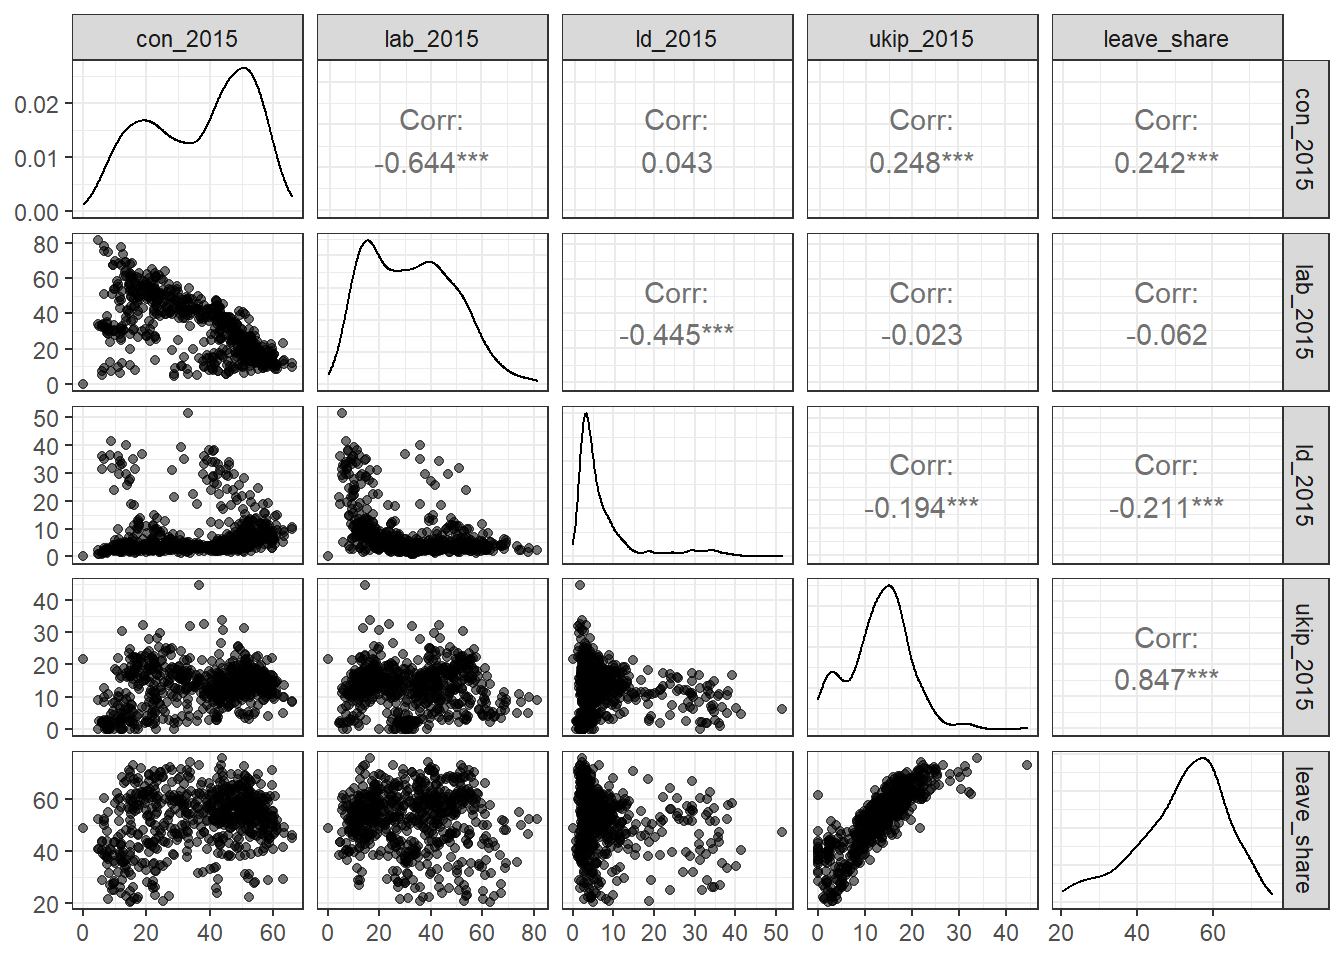 con_2015 lab_2015 ld_2015 ukip_2015 leave_share
0.02
0.01
0.00
Corr:
-0.644***
Corr:
0.043
Corr:
0.248***
Corr:
0.242***
con_2015
80
60
40
20
0
Corr:
-0.445***
Corr:
-0.023
Corr:
-0.062
lab_2015
50
40
30
20
10
0
Corr:
-0.194***
Corr:
-0.211***
ld_2015
40
30
20
10
0
Corr:
0.847***
ukip_2015
60
40
20
leave_share
0 20 40 60 0 20 40 60 80 0 10 20 30 40 50 0 10 20 30 40 20 40 60